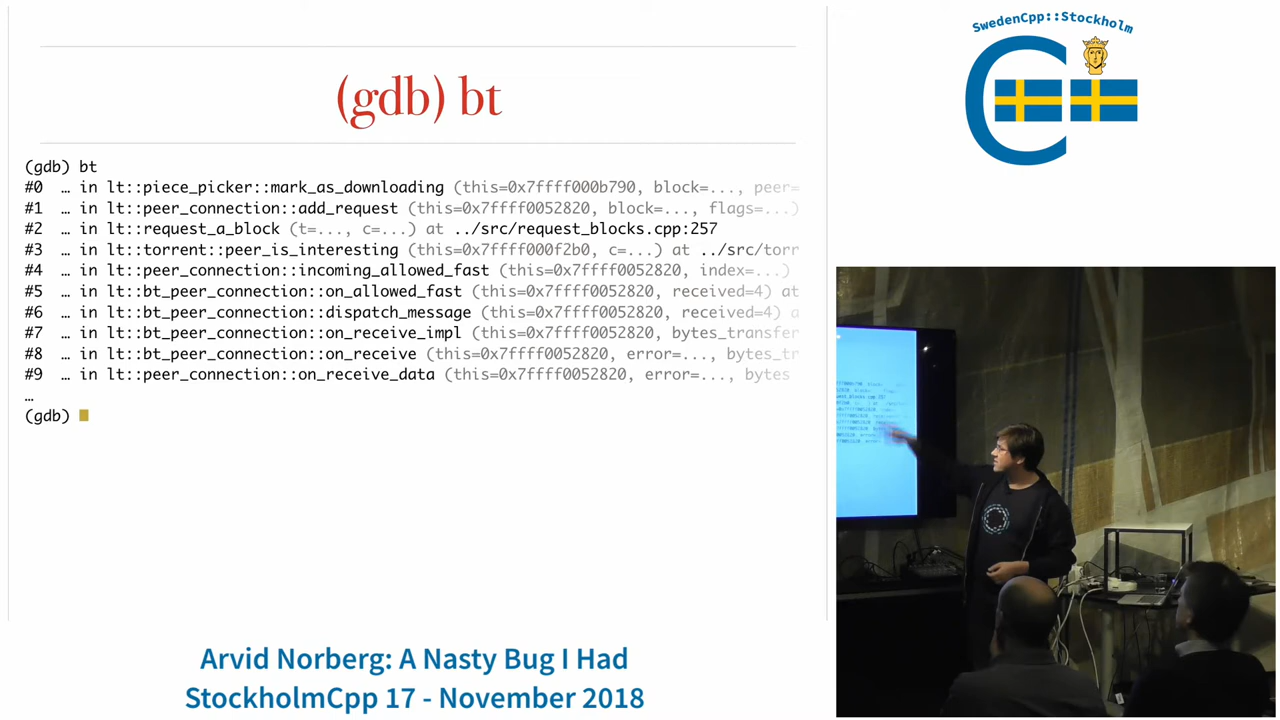 (gdb) bt
(gdb) bt
#0 … in lt::piece_picker::mark_as_downloading (this=0x7ffff000b790, block=..., peer=
#1 … in lt::peer_connection::add_request (this=0x7ffff0052820, block=..., flags=...)
#2 … in lt::request_a_block (t=..., c=...) at ../src/request_blocks.cpp:257
#3 … in lt::torrent::peer_is_interesting (this=0x7ffff000f2b0, c=...) at ../src/torr
#4 … in lt::peer_connection::incoming_allowed_fast (this=0x7ffff0052820, index=...)
#5 … in lt::bt_peer_connection::on_allowed_fast (this=0x7ffff0052820, received=4) at
#6 … in lt::bt_peer_connection::dispatch_message (this=0x7ffff0052820, received=4) a
#7 … in lt::bt_peer_connection::on_receive_impl (this=0x7ffff0052820, bytes_transfer
#8 … in lt::bt_peer_connection::on_receive (this=0x7ffff0052820, error=..., bytes_tr
#9 … in lt::peer_connection::on_receive_data (this=0x7ffff0052820, error=..., bytes
…
(gdb)
SwedenCpp::Stockholm
Arvid Norberg: A Nasty Bug I Had
StockholmCpp 17 - November 2018